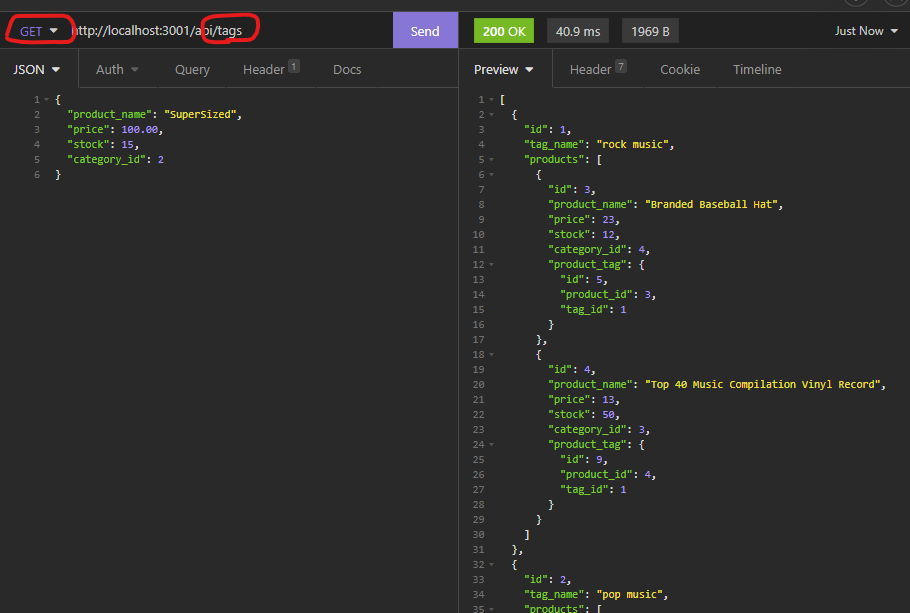 GET http://localhost:3001/api/tags Send 200 OK 40.9 ms 1969 B Just Now
JSON Auth Query Header 1 Docs
1 {
2 "product_name": "SuperSized",
3 "price": 100.00,
4 "stock": 15,
5 "category_id": 2
6 }
Preview Header 7 Cookie Timeline
1 [
2 {
3 "id": 1,
4 "tag_name": "rock music",
5 "products": [
6 {
7 "id": 3,
8 "product_name": "Branded Baseball Hat",
9 "price": 23,
10 "stock": 12,
11 "category_id": 4,
12 "product_tag": {
13 "id": 5,
14 "product_id": 3,
15 "tag_id": 1
16 }
17 },
18 {
19 "id": 4,
20 "product_name": "Top 40 Music Compilation Vinyl Record",
21 "price": 13,
22 "stock": 50,
23 "category_id": 3,
24 "product_tag": {
25 "id": 9,
26 "product_id": 4,
27 "tag_id": 1
28 }
29 }
30 ]
31 },
32 {
33 "id": 2,
34 "tag_name": "pop music",
35 "products": [